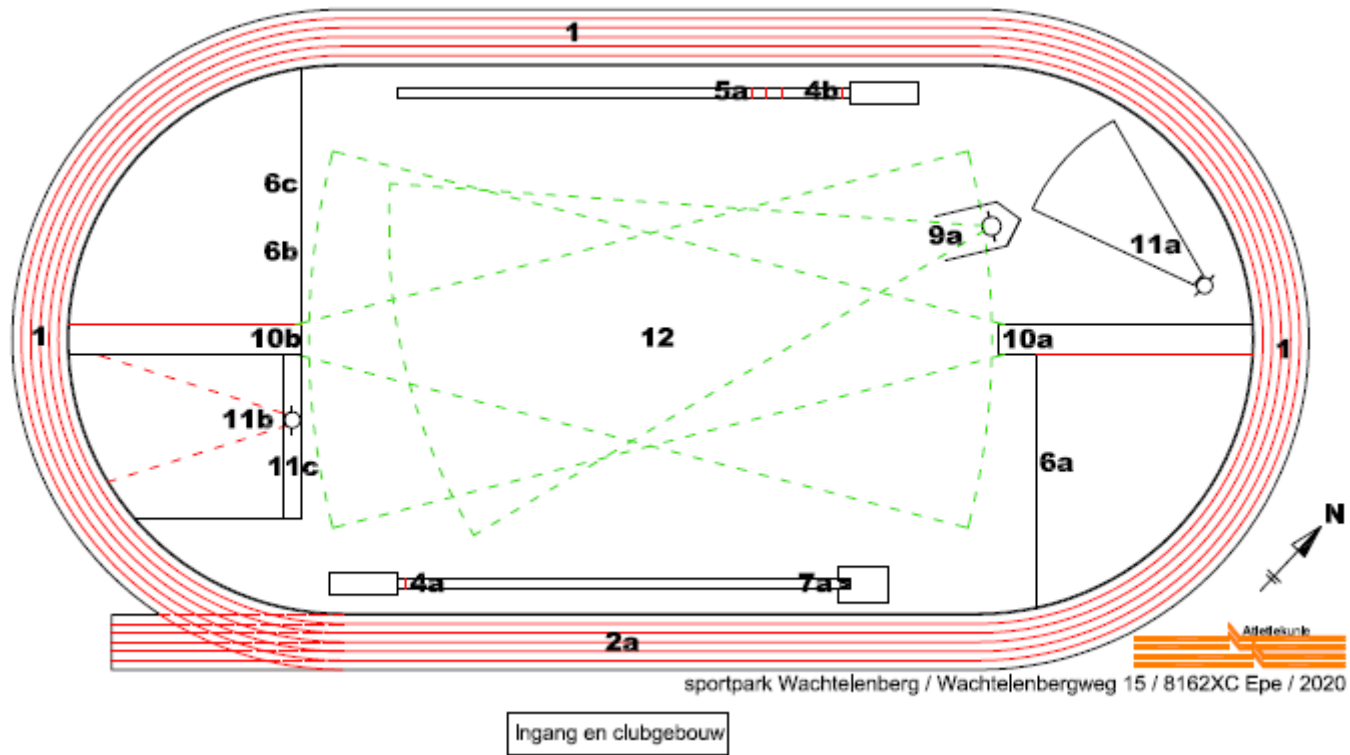 1
5a 4b
6c
6b
9a
11a
1
10b
12
10a
1
11b
11c
6a
N
4a
7a
2a
Atletiekunie
sportpark Wachtelenberg / Wachtelenbergweg 15 / 8162XC Epe / 2020
Ingang en clubgebouw